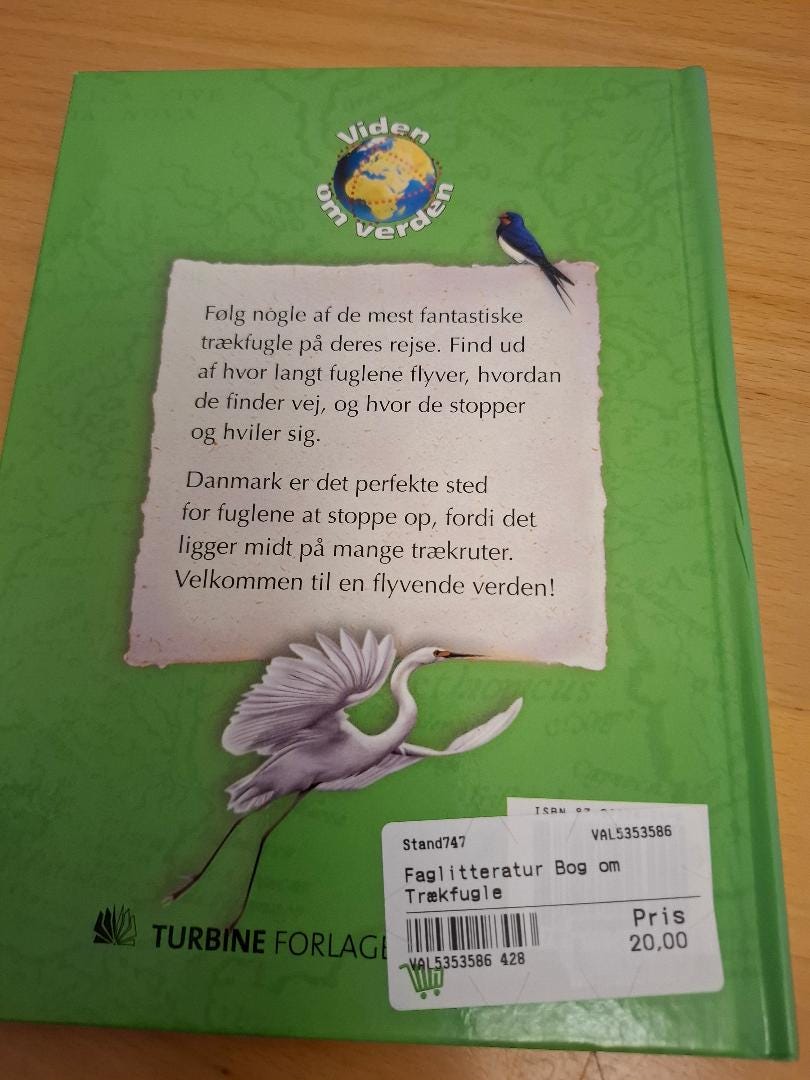 Viden
om verden
Følg nogle af de mest fantastiske
trækfugle på deres rejse. Find ud
af hvor langt fuglene flyver, hvordan
de finder vej, og hvor de stopper
og hviler sig.
Danmark er det perfekte sted
for fuglene at stoppe op, fordi det
ligger midt på mange trækruter.
Velkommen til en flyvende verden!
ISBN 87
Stand747 VAL5353586
Faglitteratur Bog om
Trækfugle
Pris
20,00
VAL5353586 428
TURBINE FORLAGE